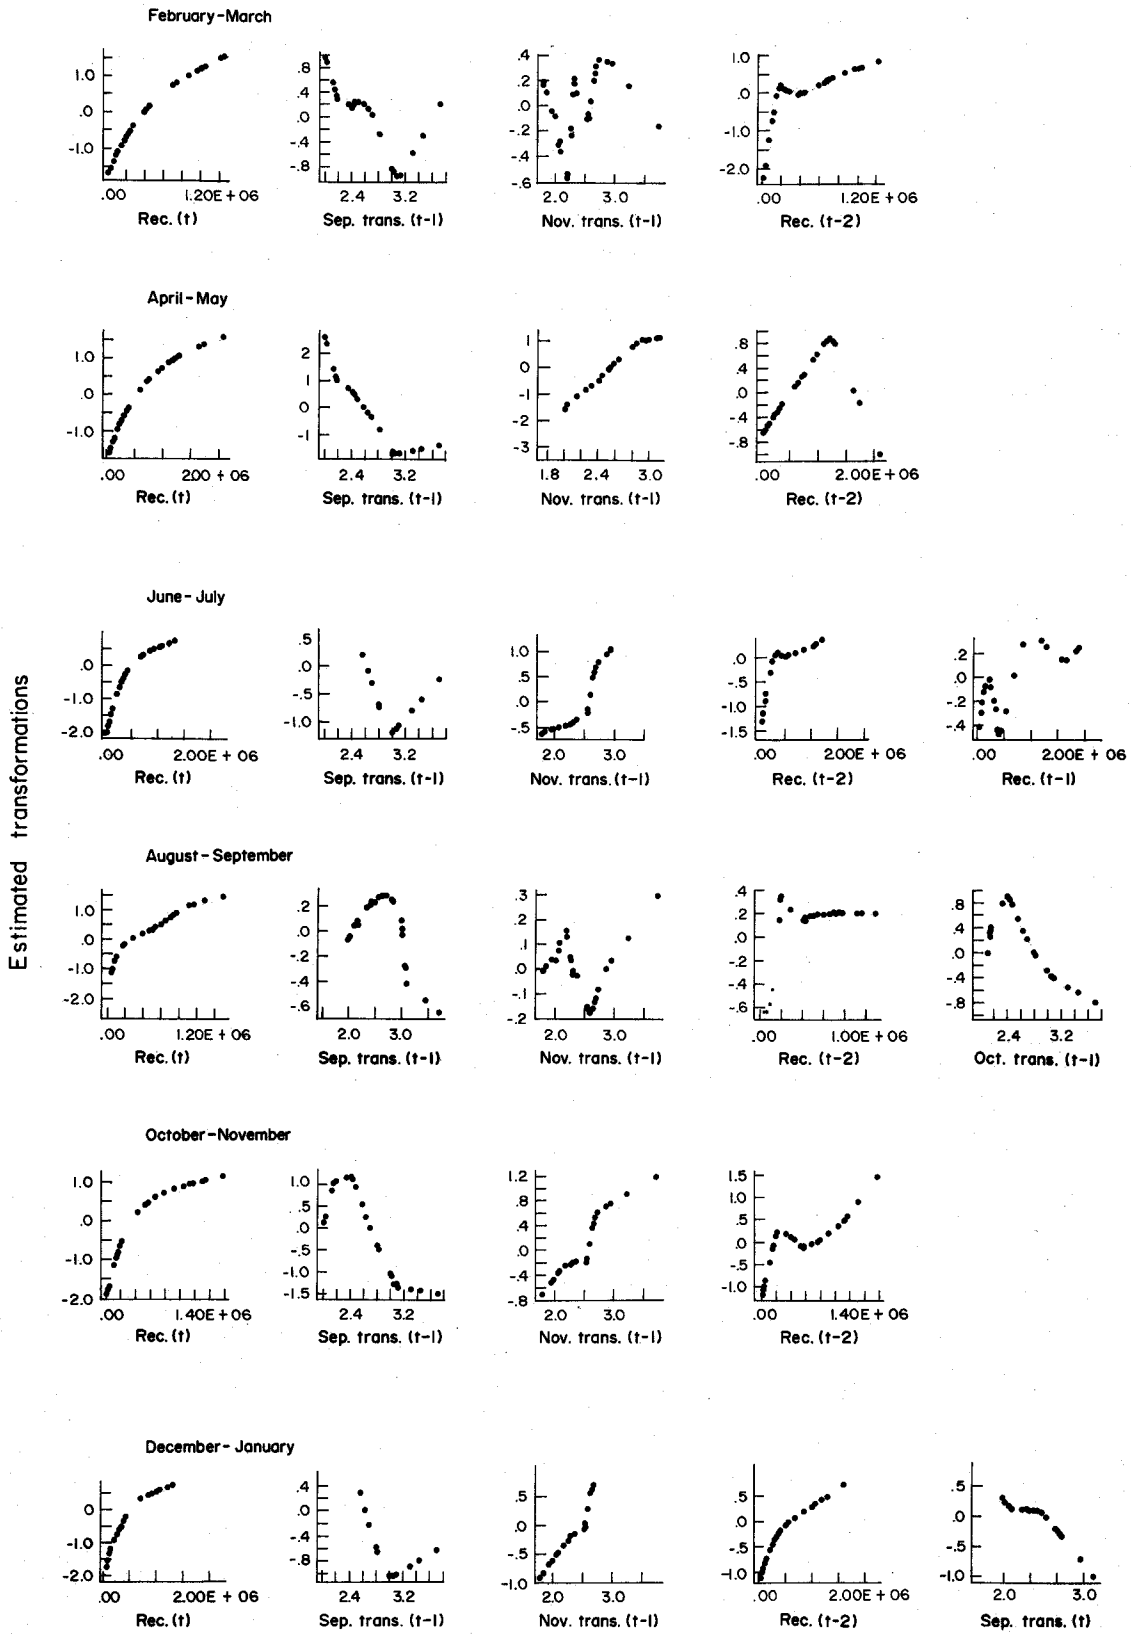 Estimated transformations
February-March
1.0
.0
-1.0
.00 1.20E+06
Rec. (t)
.8
.4
.0
-.4
-.8
2.4 3.2
Sep. trans. (t-1)
.4
.2
.0
-.2
-.4
-.6
2.0 3.0
Nov. trans. (t-1)
1.0
.0
-1.0
-2.0
.00 1.20E+06
Rec. (t-2)
April-May
1.0
.0
-1.0
.00 2.00+06
Rec. (t)
2
1
0
-1
2.4 3.2
Sep. trans. (t-1)
1
0
-1
-2
-3
1.8 2.4 3.0
Nov. trans. (t-1)
.8
.4
.0
-.4
-.8
.00 2.00E+06
Rec. (t-2)
June-July
.0
-1.0
-2.0
.00 2.00E+06
Rec. (t)
.5
.0
-.5
-1.0
2.4 3.2
Sep. trans. (t-1)
1.0
.5
.0
-.5
2.0 3.0
Nov. trans. (t-1)
.0
-.5
-1.0
-1.5
.00 2.00E+06
Rec. (t-2)
.2
.0
-.2
-.4
.00 2.00E+06
Rec. (t-1)
August-September
1.0
.0
-1.0
-2.0
.00 1.20E+06
Rec. (t)
.2
.0
-.2
-.4
-.6
2.0 3.0
Sep. trans. (t-1)
.3
.2
.1
.0
-.1
-.2
2.0 3.0
Nov. trans. (t-1)
.4
.2
.0
-.2
-.4
-.6
.00 1.00E+06
Rec. (t-2)
.8
.4
.0
-.4
-.8
2.4 3.2
Oct. trans. (t-1)
October-November
1.0
.0
-1.0
-2.0
.00 1.40E+06
Rec. (t)
1.0
.5
.0
-.5
-1.0
-1.5
2.4 3.2
Sep. trans. (t-1)
1.2
.8
.4
.0
-.4
-.8
2.0 3.0
Nov. trans. (t-1)
1.5
1.0
.5
.0
-.5
-1.0
.00 1.40E+06
Rec. (t-2)
December-January
0
-1.0
-2.0
.00 2.00E+06
Rec. (t)
.4
.0
-.4
-.8
2.4 3.2
Sep. trans. (t-1)
.5
.0
-.5
-1.0
2.0 3.0
Nov. trans. (t-1)
.5
.0
-.5
-1.0
.00 2.00E+06
Rec. (t-2)
.5
.0
-.5
-1.0
2.0 3.0
Sep. trans. (t)